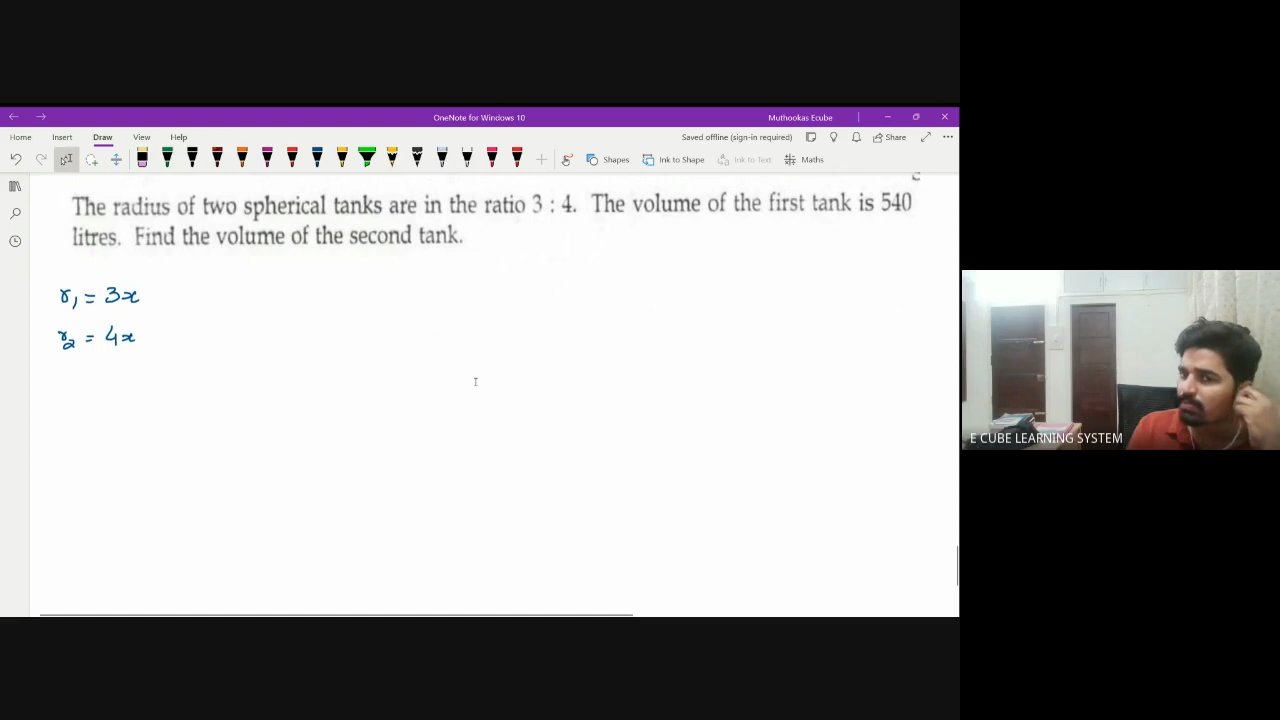 OneNote for Windows 10
Muthookas Ecube
Home Insert Draw View Help
Saved offline (sign-in required)
Share
Shapes
Ink to Shape
Ink to Text
Maths
The radius of two spherical tanks are in the ratio 3 : 4. The volume of the first tank is 540
litres. Find the volume of the second tank.
r₁ = 3x
r₂ = 4x
E CUBE LEARNING SYSTEM